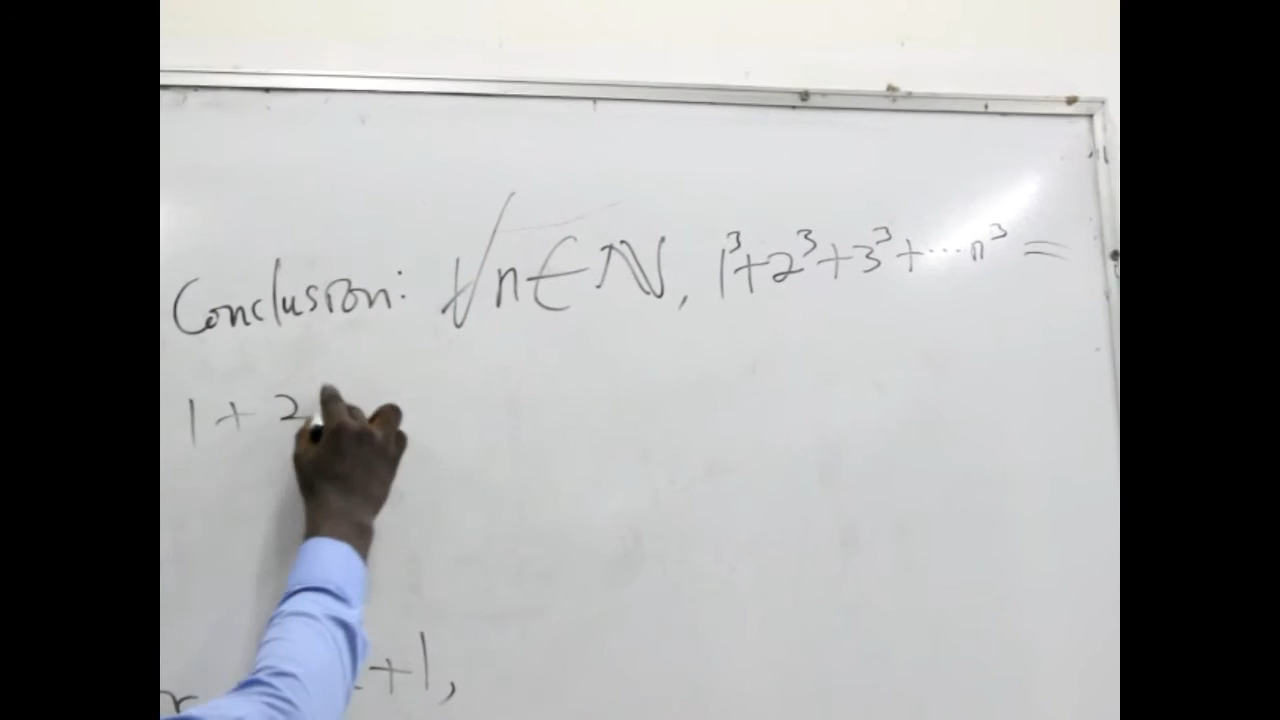 Conclusion: ∀n∈ℕ, 1³+2³+3³+...n³ =
1 + 2
+1,